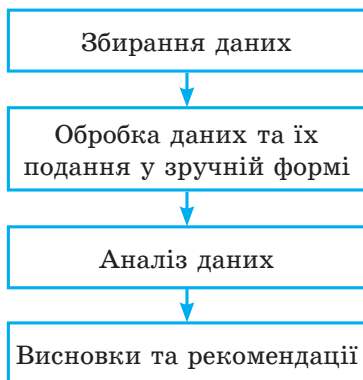 Збирання даних
Обробка даних та їх
подання у зручній формі
Аналіз даних
Висновки та рекомендації